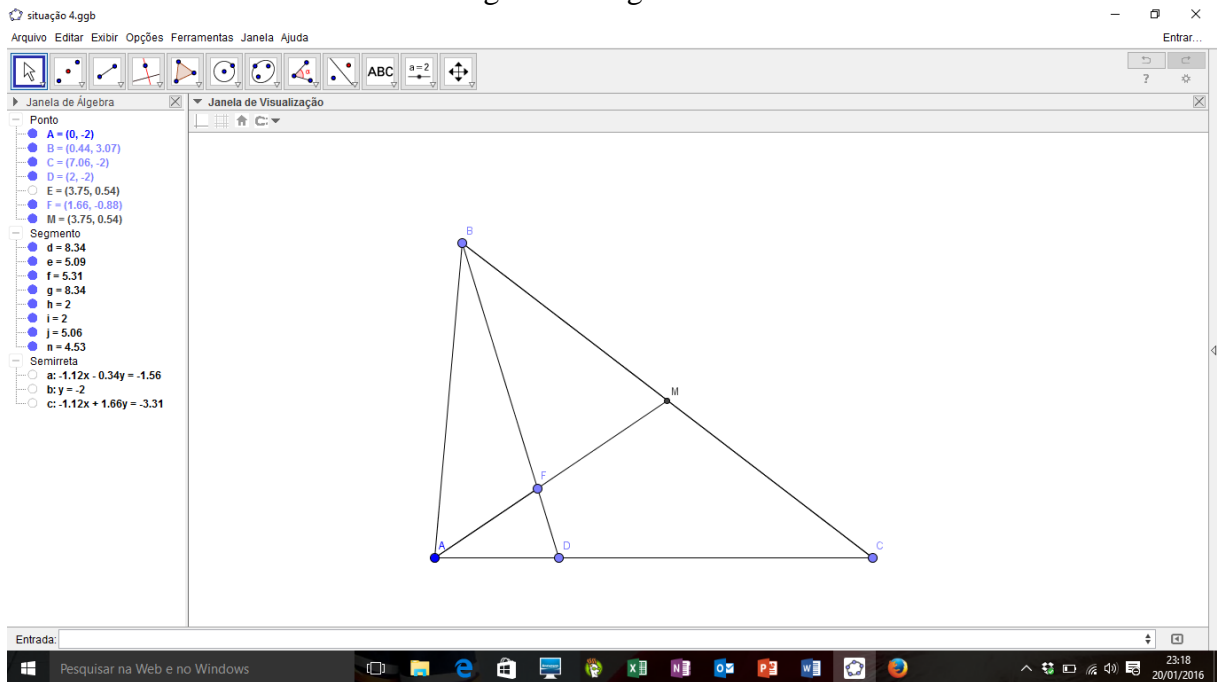 situação 4.ggb
Arquivo Editar Exibir Opções Ferramentas Janela Ajuda
Entrar...
ABC
a=2
?
Janela de Álgebra
Janela de Visualização
Ponto
A = (0, -2)
B = (0.44, 3.07)
C = (7.06, -2)
D = (2, -2)
E = (3.75, 0.54)
F = (1.66, -0.88)
M = (3.75, 0.54)
Segmento
d = 8.34
e = 5.09
f = 5.31
g = 8.34
h = 2
i = 2
j = 5.06
n = 4.53
Semirreta
a: -1.12x - 0.34y = -1.56
b: y = -2
c: -1.12x + 1.66y = -3.31
B
M
F
A
D
C
Entrada:
Pesquisar na Web e no Windows
23:18
20/01/2016